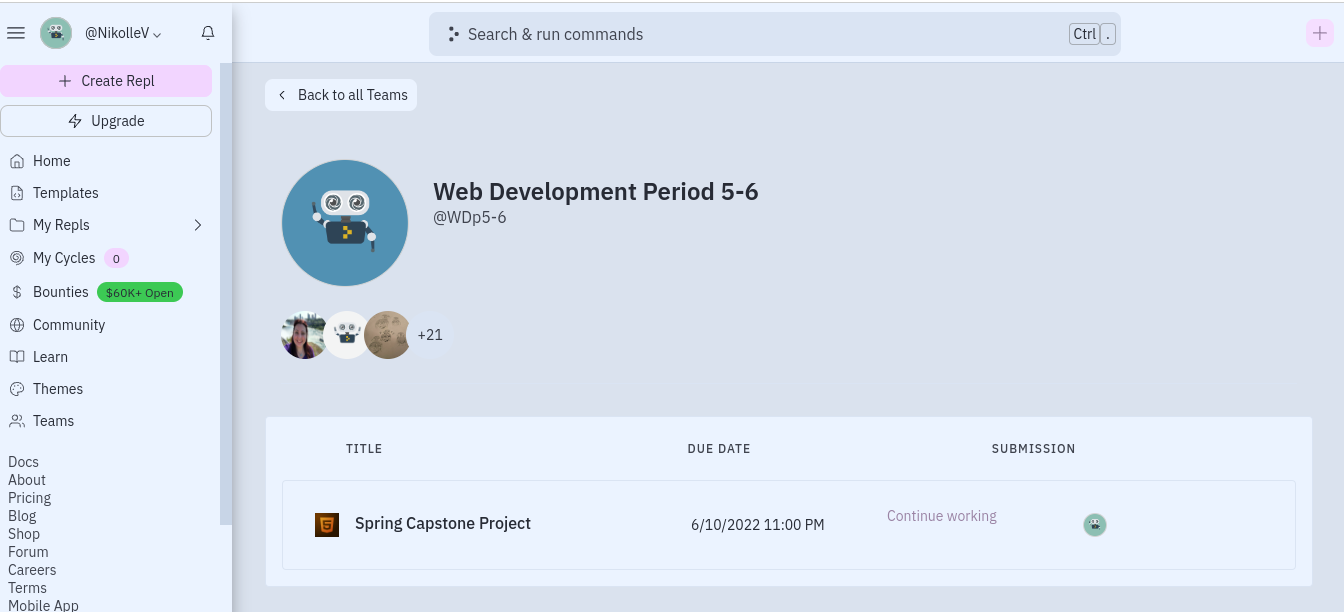 @NikolleV
Search & run commands
Ctrl .
Create Repl
Upgrade
Home
Templates
My Repls
My Cycles 0
Bounties $60K+ Open
Community
Learn
Themes
Teams
Docs
About
Pricing
Blog
Shop
Forum
Careers
Terms
Mobile App
Back to all Teams
Web Development Period 5-6
@WDp5-6
+21
TITLE DUE DATE SUBMISSION
Spring Capstone Project 6/10/2022 11:00 PM Continue working